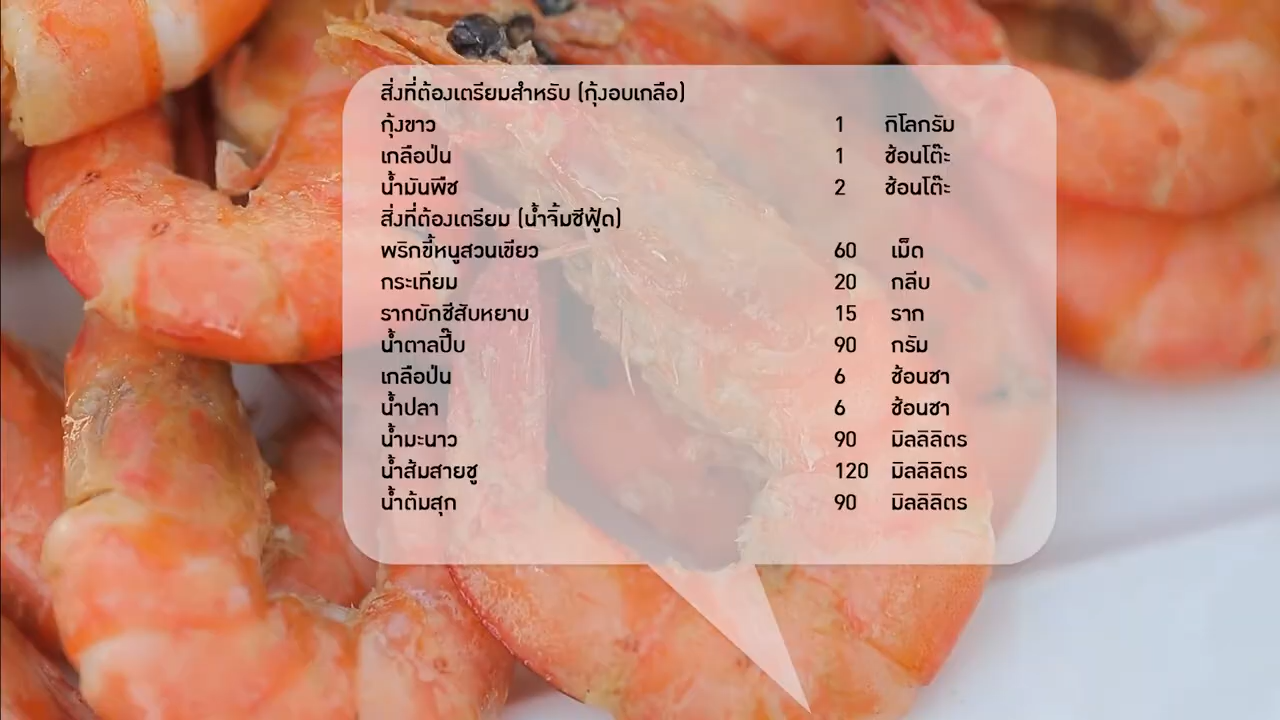 สิ่งที่ต้องเตรียมสำหรับ (กุ้งอบเกลือ)
กุ้งขาว 1 กิโลกรัม
เกลือป่น 1 ช้อนโต๊ะ
น้ำมันพืช 2 ช้อนโต๊ะ
สิ่งที่ต้องเตรียม (น้ำจิ้มซีฟู้ด)
พริกขี้หนูสวนเขียว 60 เม็ด
กระเทียม 20 กลีบ
รากผักชีสับหยาบ 15 ราก
น้ำตาลปี๊บ 90 กรัม
เกลือป่น 6 ช้อนชา
น้ำปลา 6 ช้อนชา
น้ำมะนาว 90 มิลลิลิตร
น้ำส้มสายชู 120 มิลลิลิตร
น้ำต้มสุก 90 มิลลิลิตร